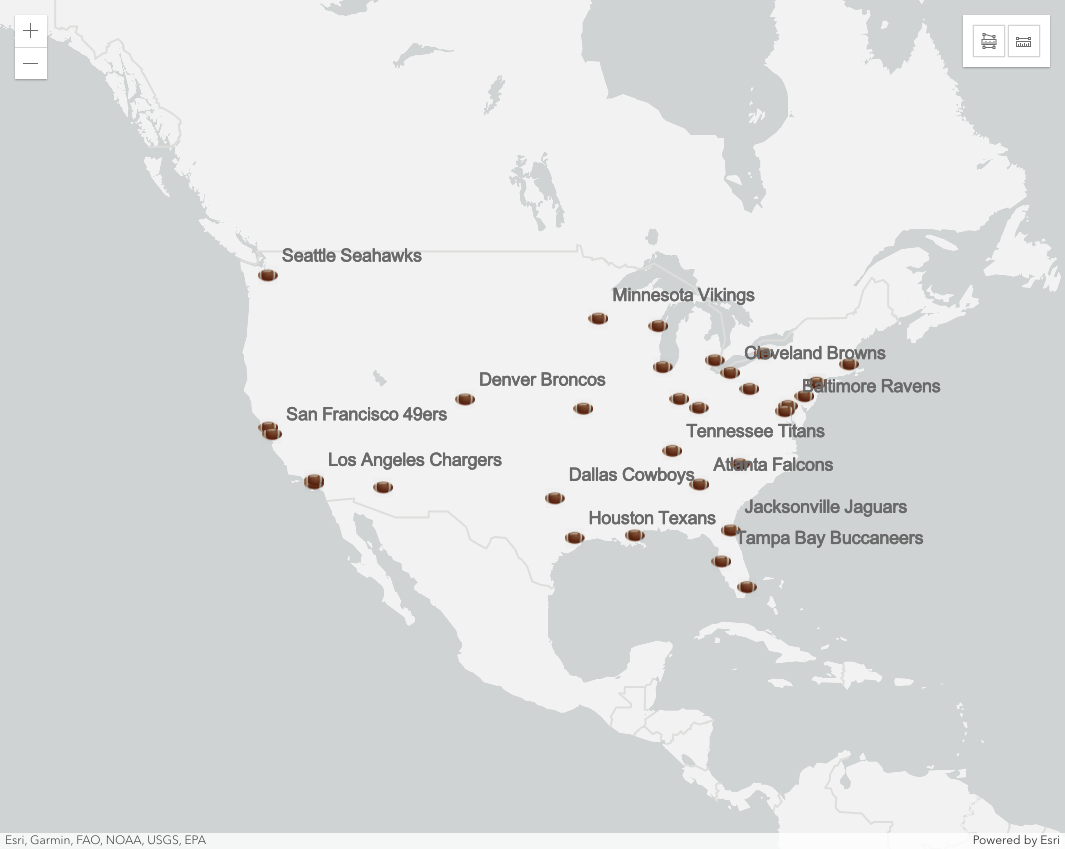 Seattle Seahawks
Minnesota Vikings
Cleveland Browns
Denver Broncos
Baltimore Ravens
San Francisco 49ers
Tennessee Titans
Los Angeles Chargers
Atlanta Falcons
Dallas Cowboys
Jacksonville Jaguars
Houston Texans
Tampa Bay Buccaneers
Esri, Garmin, FAO, NOAA, USGS, EPA
Powered by Esri